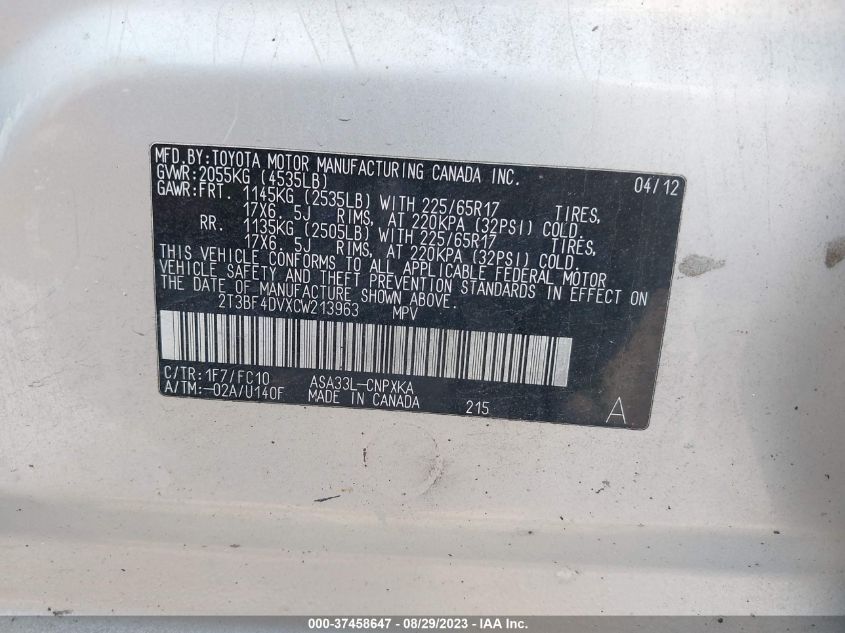 MFD.BY:TOYOTA MOTOR MANUFACTURING CANADA INC. 04/12
GVWR:2055KG (4535LB)
GAWR:FRT. 1145KG (2535LB) WITH 225/65R17 TIRES,
17X6. 5J RIMS, AT 220KPA (32PSI) COLD.
RR. 1135KG (2505LB) WITH 225/65R17 TIRES,
17X6. 5J RIMS, AT 220KPA (32PSI) COLD.
THIS VEHICLE CONFORMS TO ALL APPLICABLE FEDERAL MOTOR
VEHICLE SAFETY AND THEFT PREVENTION STANDARDS IN EFFECT ON
THE DATE OF MANUFACTURE SHOWN ABOVE.
2T3BF4DVXCW213963 MPV
C/TR:1F7/FC10 ASA33L-CNPXKA
A/TM:-02A/U140F MADE IN CANADA 215 A
000-37458647 - 08/29/2023 - © IAA Inc.